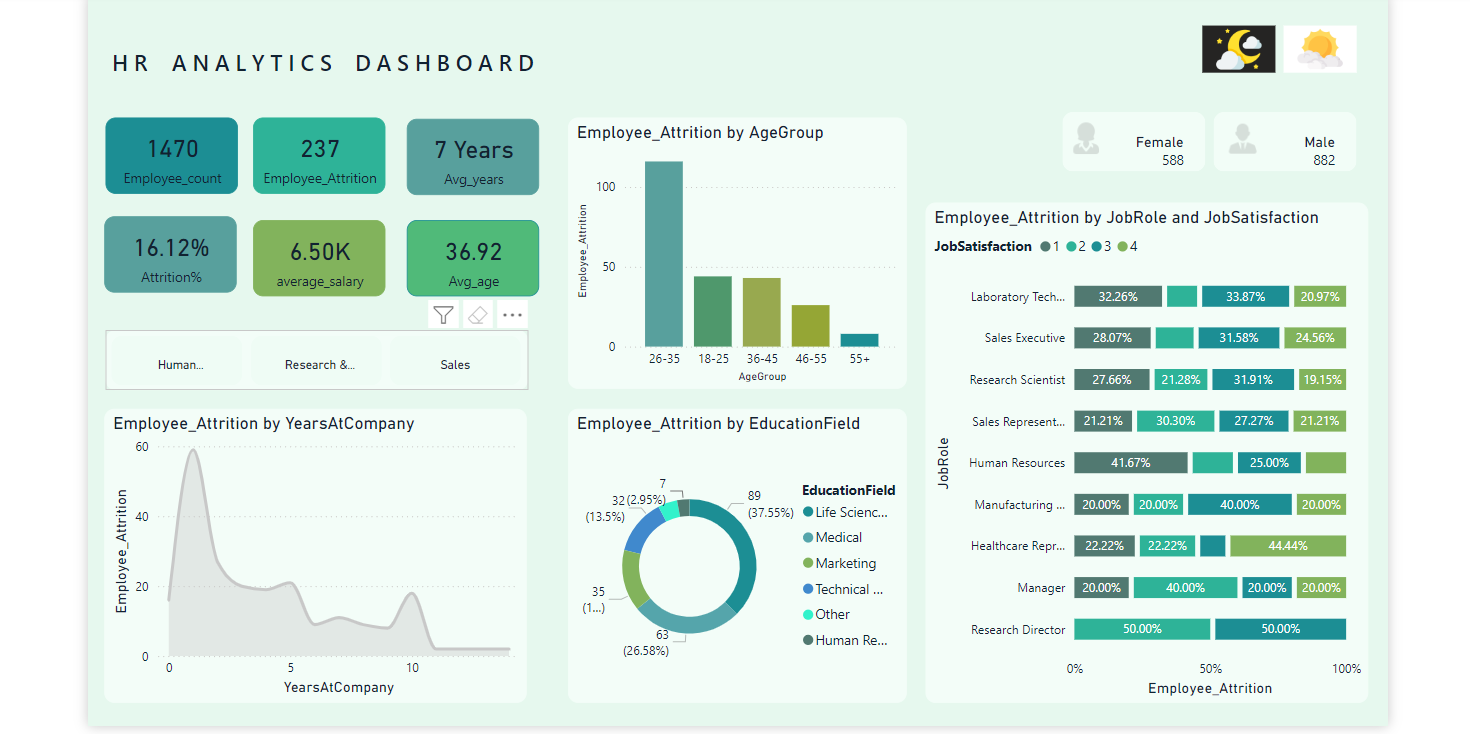 HR ANALYTICS DASHBOARD
1470
Employee_count
237
Employee_Attrition
7 Years
Avg_years
16.12%
Attrition%
6.50K
average_salary
36.92
Avg_age
Human...
Research &...
Sales
Employee_Attrition by YearsAtCompany
Employee_Attrition
60
40
20
0
0 5 10
YearsAtCompany
Employee_Attrition by AgeGroup
Employee_Attrition
100
50
0
26-35 18-25 36-45 46-55 55+
AgeGroup
Employee_Attrition by EducationField
7
(2.95%)
89
(37.55%)
32
(13.5%)
35
(1...)
63
(26.58%)
EducationField
Life Scienc...
Medical
Marketing
Technical ...
Other
Human Re...
Female
588
Male
882
Employee_Attrition by JobRole and JobSatisfaction
JobSatisfaction 1 2 3 4
JobRole
Laboratory Tech... 32.26% 33.87% 20.97%
Sales Executive 28.07% 31.58% 24.56%
Research Scientist 27.66% 21.28% 31.91% 19.15%
Sales Represent... 21.21% 30.30% 27.27% 21.21%
Human Resources 41.67% 25.00%
Manufacturing ... 20.00% 20.00% 40.00% 20.00%
Healthcare Repr... 22.22% 22.22% 44.44%
Manager 20.00% 40.00% 20.00% 20.00%
Research Director 50.00% 50.00%
0% 50% 100%
Employee_Attrition